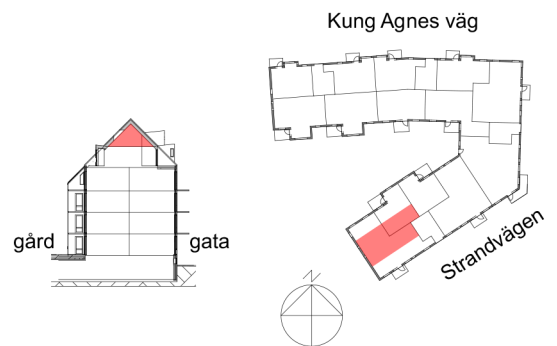 Kung Agnes väg
gård
gata
Strandvägen
N